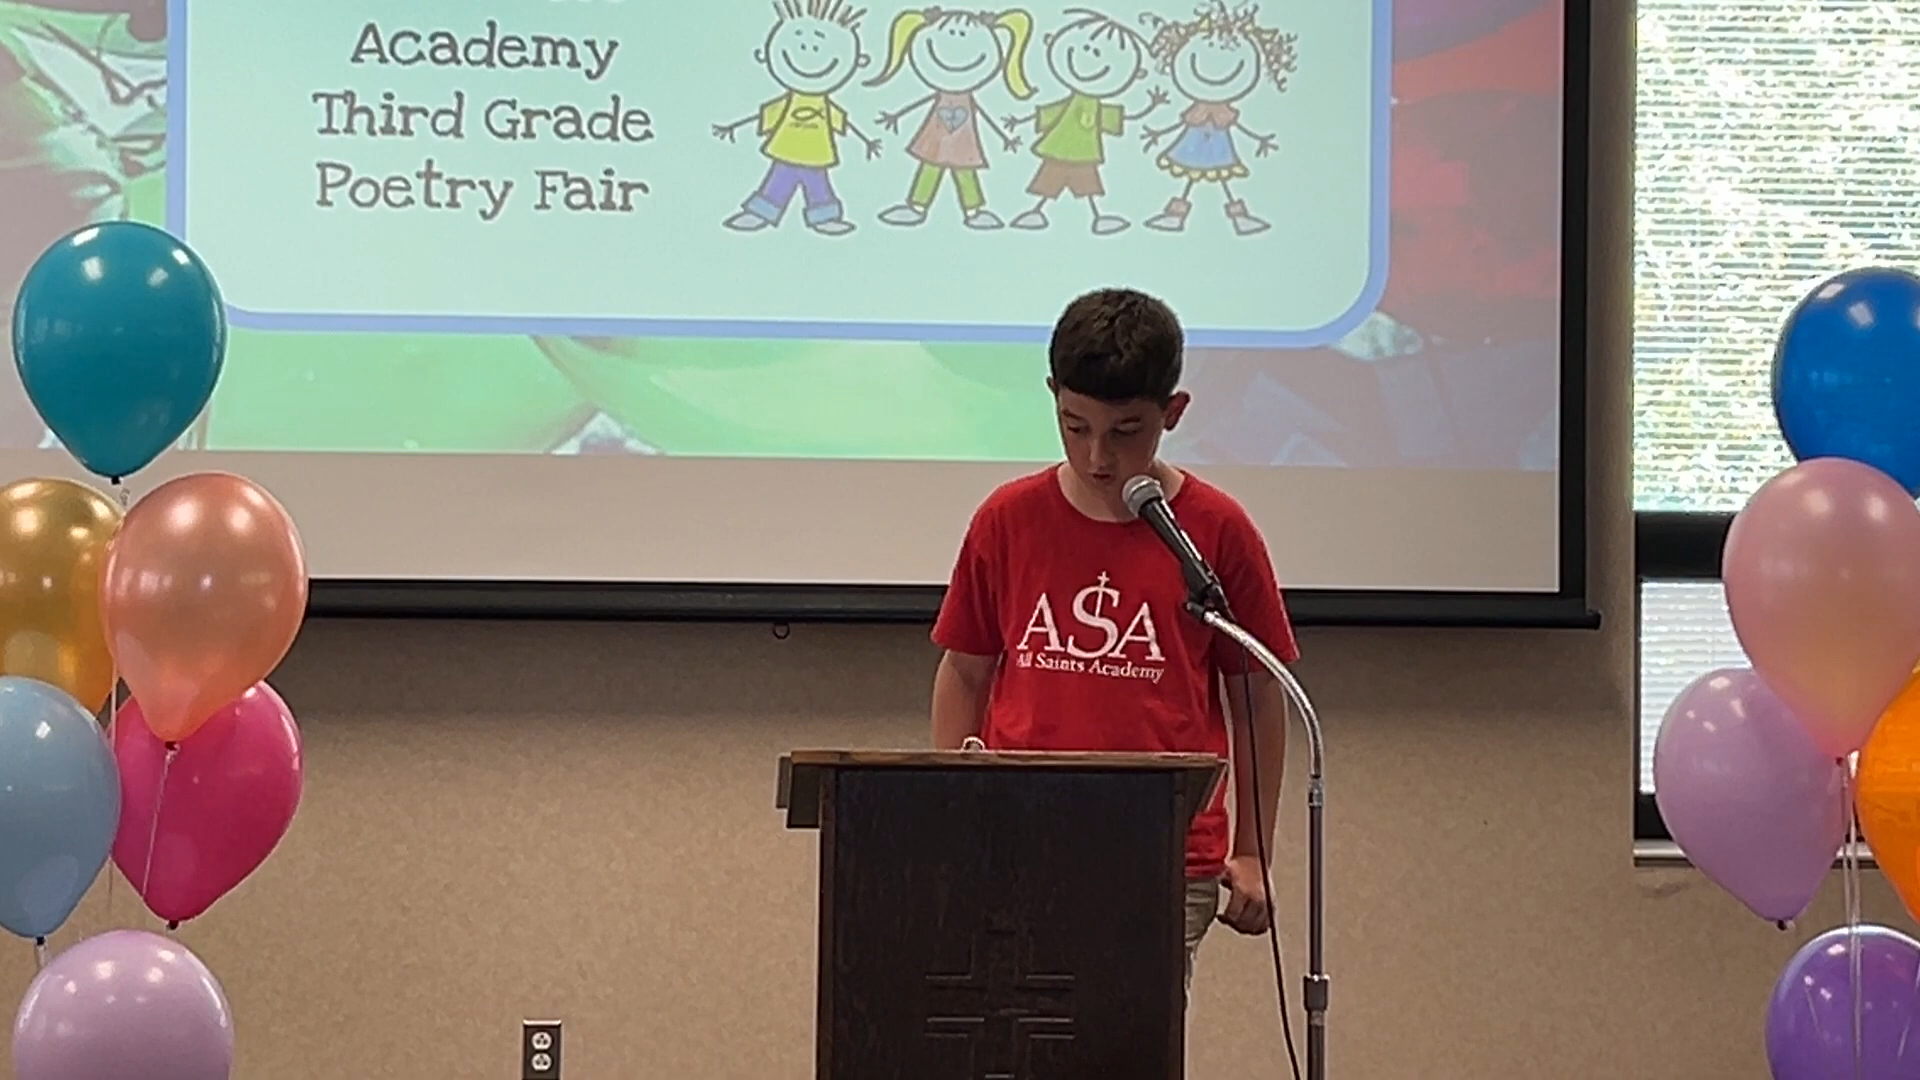 Academy
Third Grade
Poetry Fair
ASA
All Saints Academy